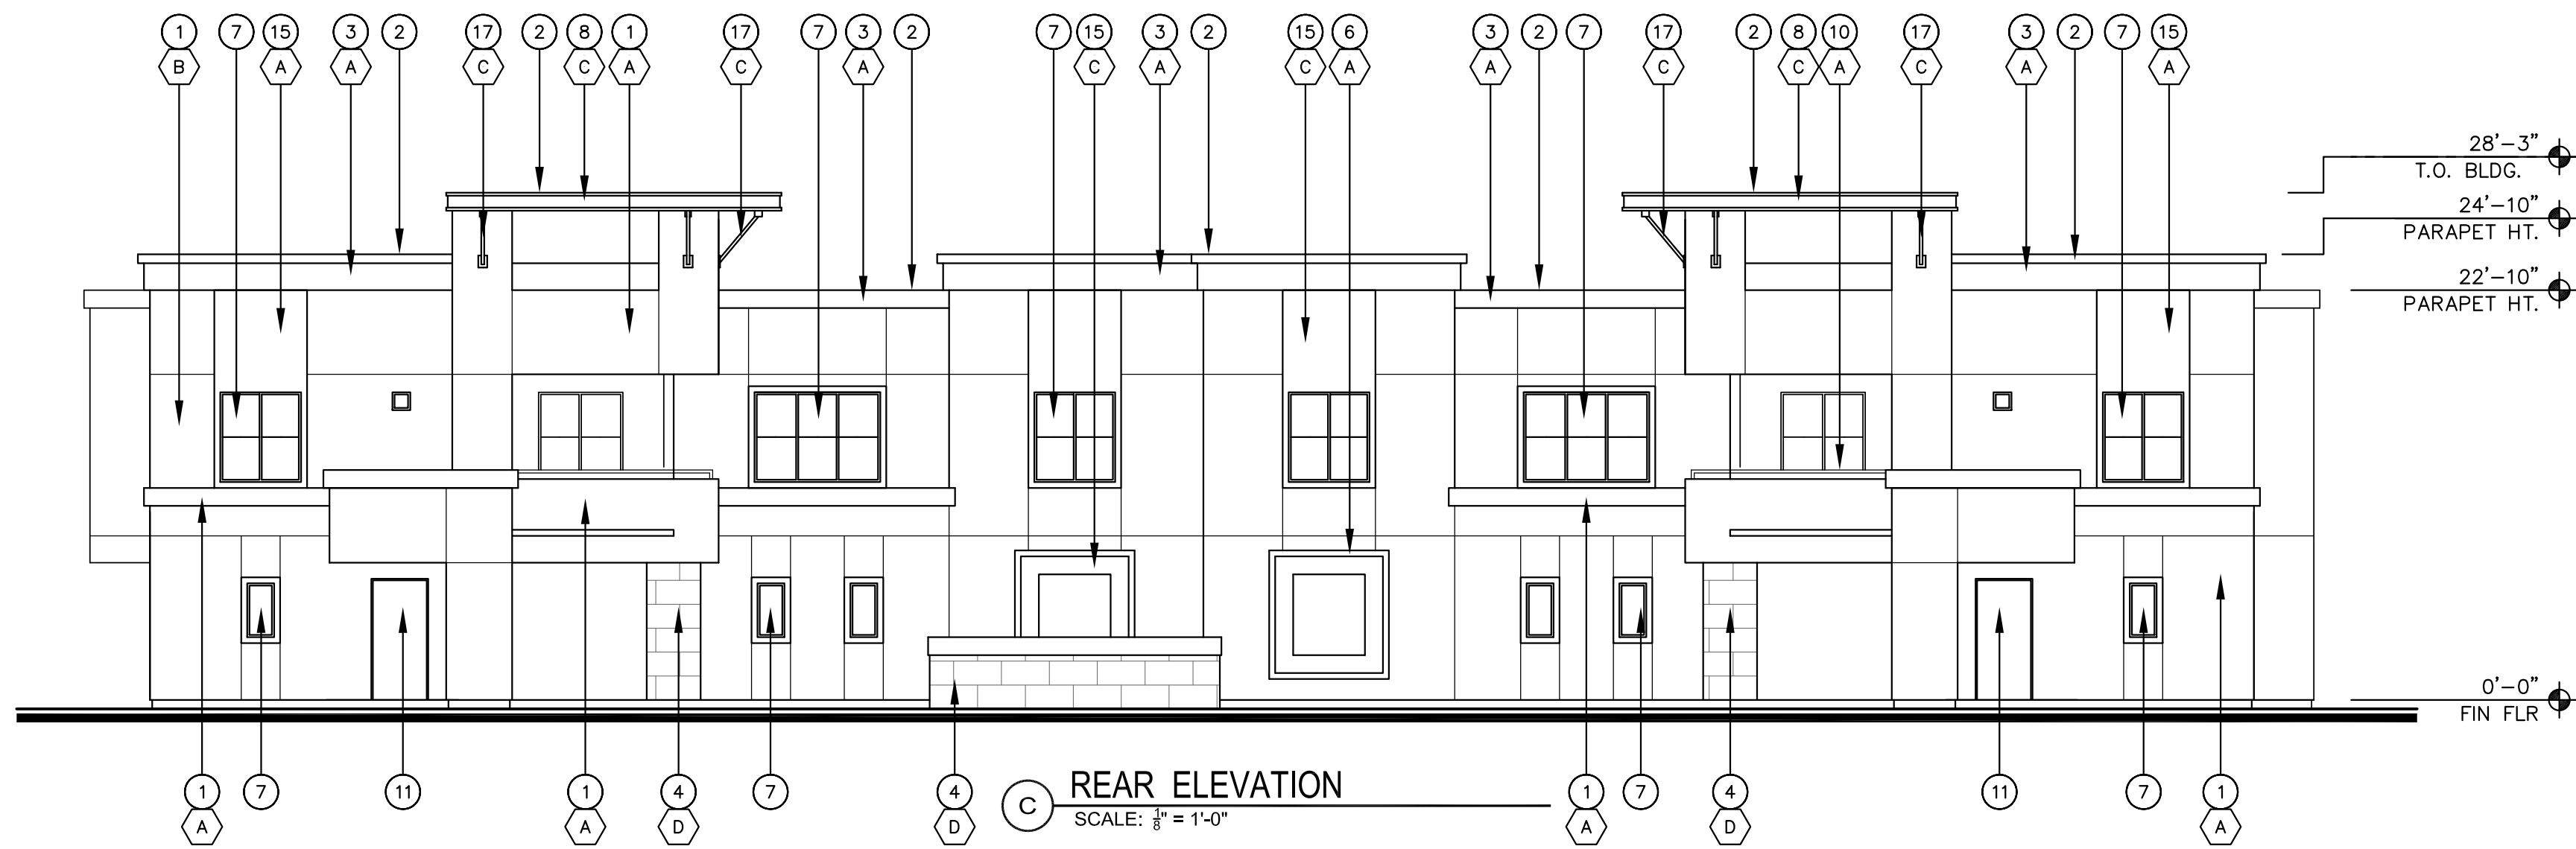 1 7 15 3 2 17 2 8 1 17 7 3 2 7 15 3 2 15 6 3 2 7 17 2 8 10 17 3 2 7 15
B A A C C A C A C A C A A C C A C A A
28'-3"
T.O. BLDG.
24'-10"
PARAPET HT.
22'-10"
PARAPET HT.
0'-0"
FIN FLR
1 7 11 1 4 7 4 1 7 4 11 7 1
A A D D A D A
C REAR ELEVATION
SCALE: 1/8" = 1'-0"